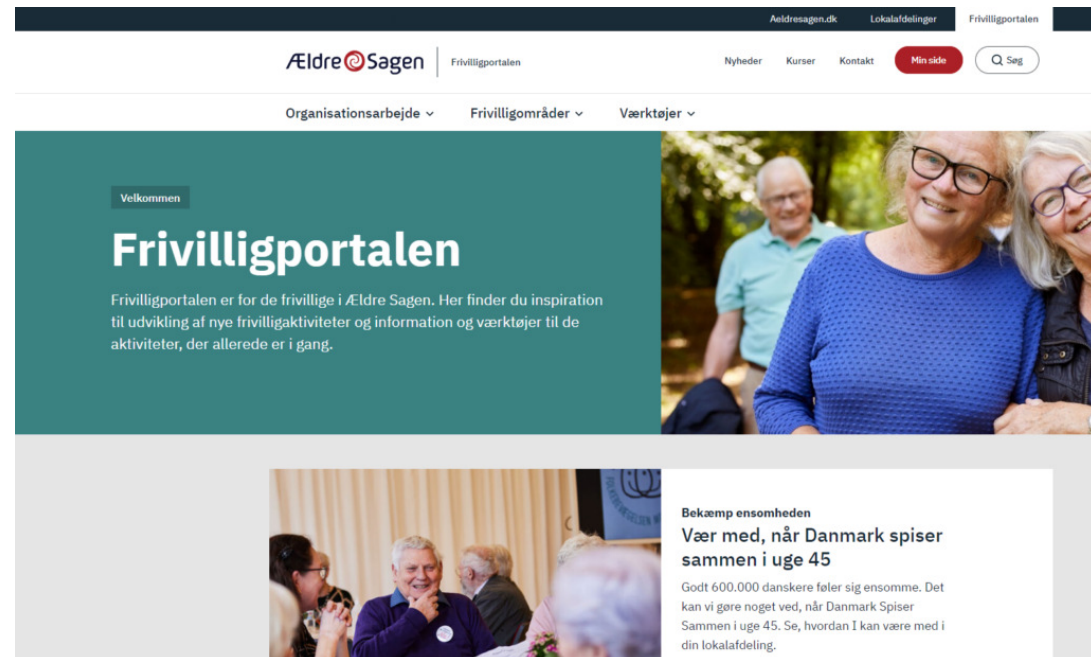 Aeldresagen.dk Lokalafdelinger Frivilligportalen
Ældre Sagen Frivilligportalen Nyheder Kurser Kontakt Min side Søg
Organisationsarbejde Frivilligområder Værktøjer
Velkommen
Frivilligportalen
Frivilligportalen er for de frivillige i Ældre Sagen. Her finder du inspiration
til udvikling af nye frivilligaktiviteter og information og værktøjer til de
aktiviteter, der allerede er i gang.
Bekæmp ensomheden
Vær med, når Danmark spiser
sammen i uge 45
Godt 600.000 danskere føler sig ensomme. Det
kan vi gøre noget ved, når Danmark Spiser
Sammen i uge 45. Se, hvordan I kan være med i
din lokalafdeling.